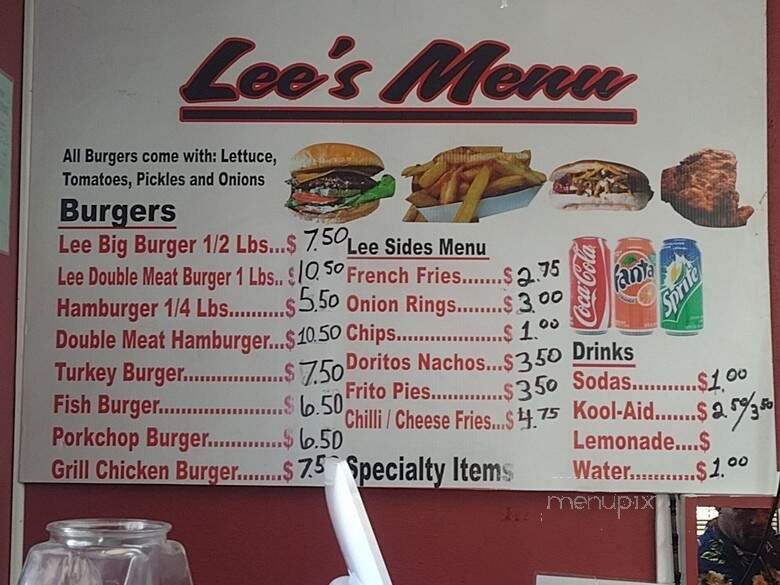 Lee's Menu
All Burgers come with: Lettuce,
Tomatoes, Pickles and Onions
Burgers
Lee Big Burger 1/2 Lbs...$ 7.50
Lee Double Meat Burger 1 Lbs.. $10.50
Hamburger 1/4 Lbs..........$5.50
Double Meat Hamburger...$10.50
Turkey Burger.................$7.50
Fish Burger.....................$6.50
Porkchop Burger.............$6.50
Grill Chicken Burger........$7.5
Lee Sides Menu
French Fries.......$2.75
Onion Rings........$3.00
Chips.................$1.00
Doritos Nachos...$350
Frito Pies.............$350
Chilli / Cheese Fries...$4.75
Specialty Items
Coca-Cola
Fanta
Sprite
Drinks
Sodas...........$1.00
Kool-Aid.......$2.50/3.50
Lemonade....$
Water............$1.00
menupix